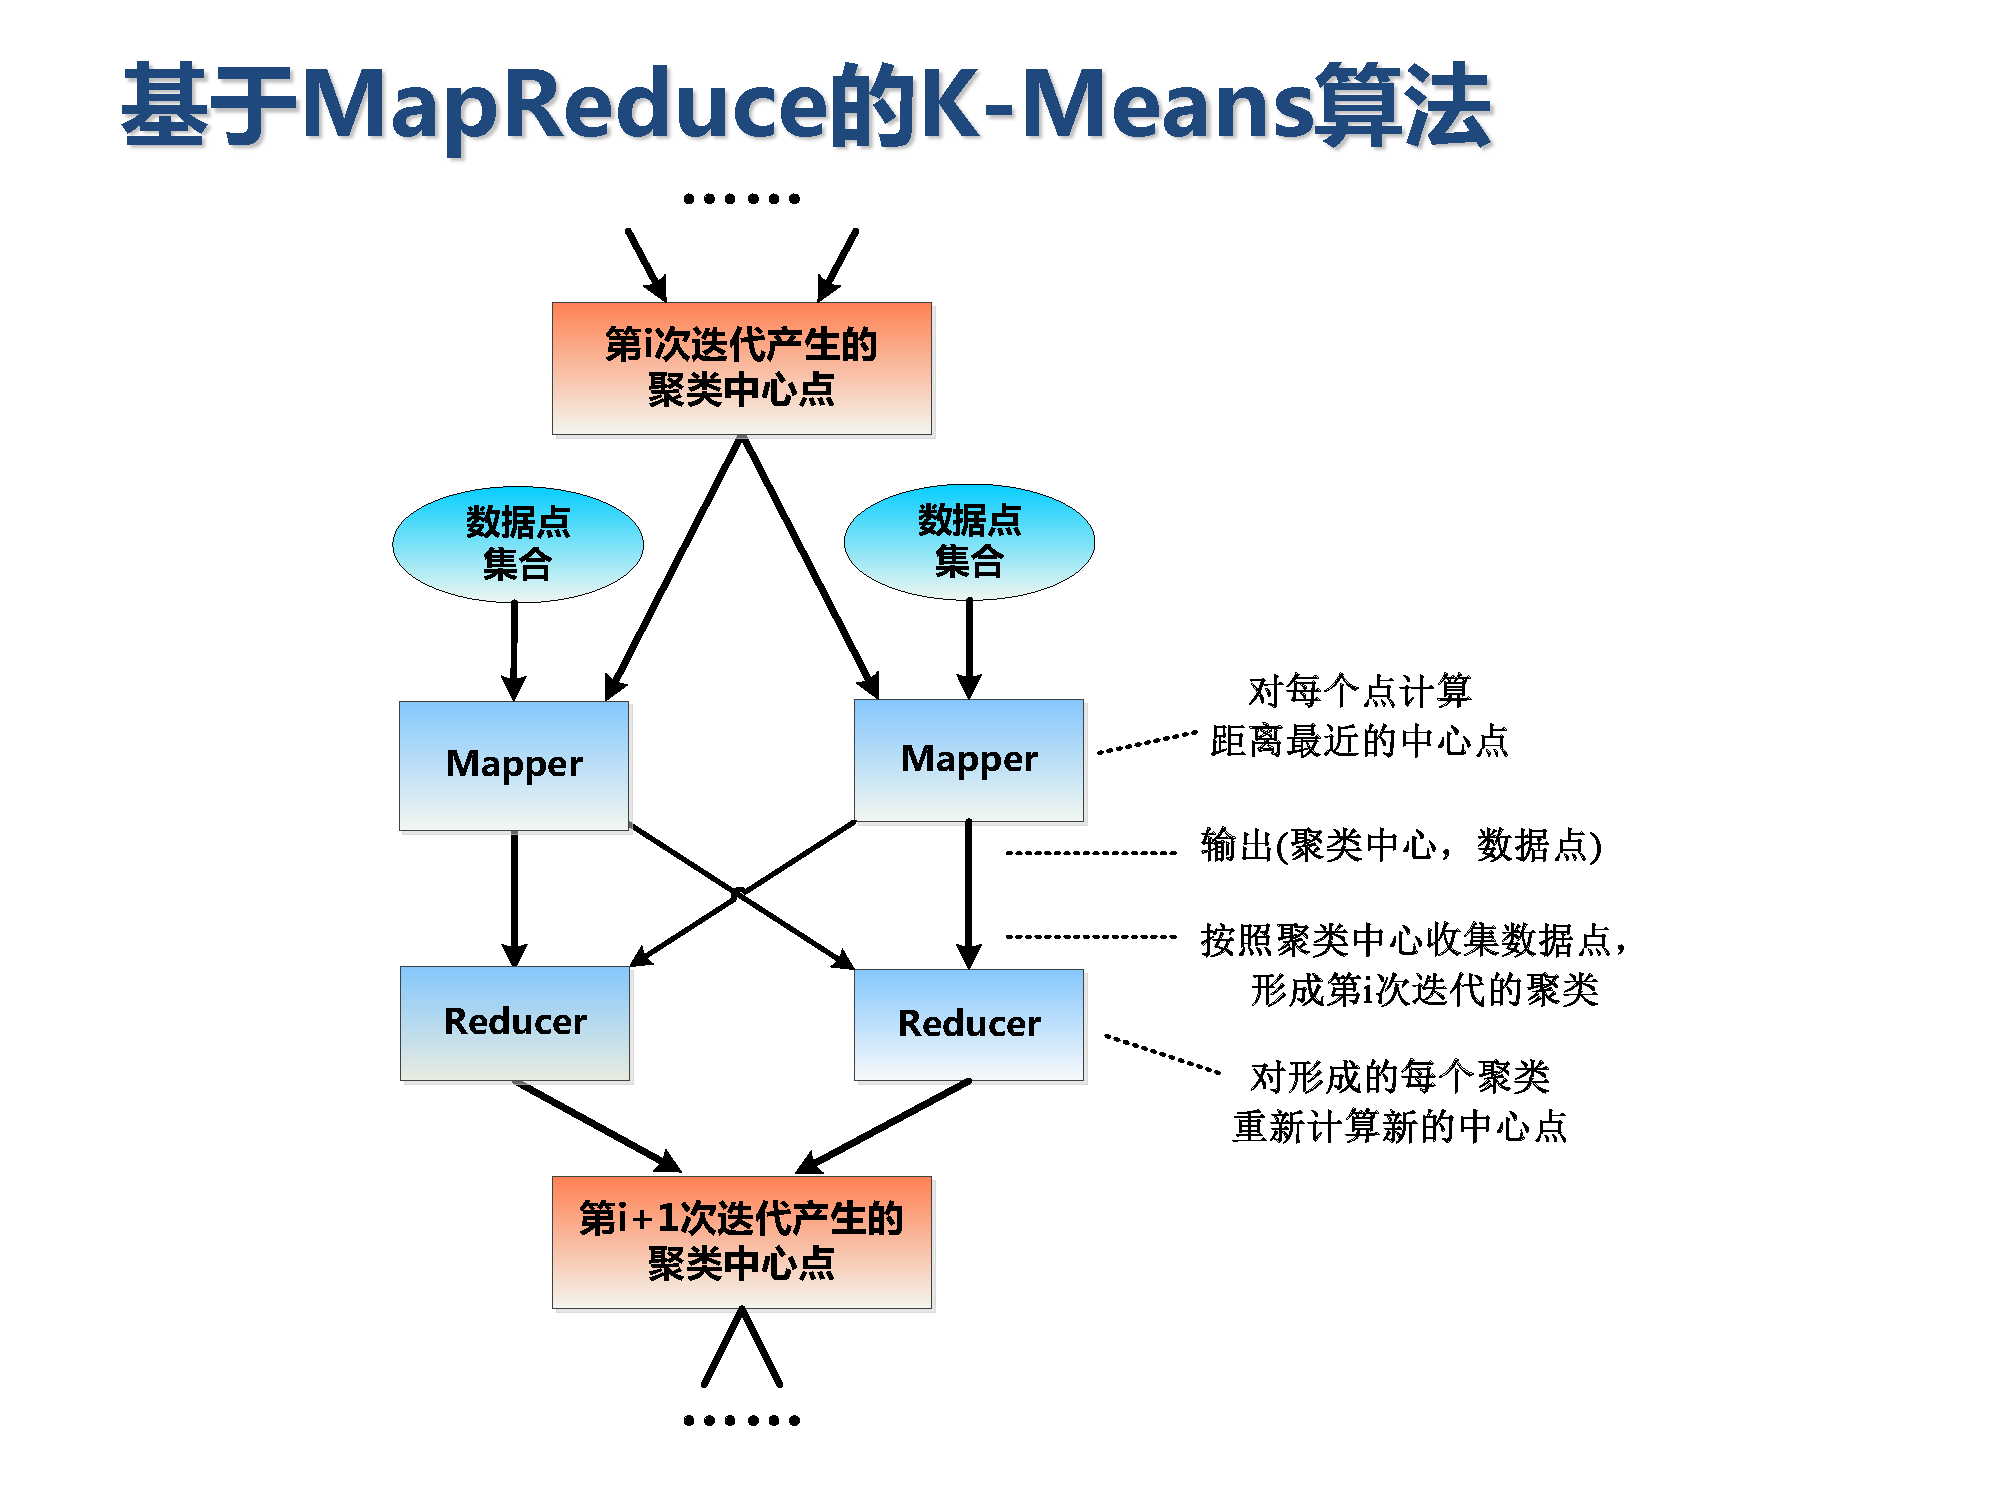 基于MapReduce的K-Means算法
……
第i次迭代产生的
聚类中心点
数据点
集合
数据点
集合
Mapper
Mapper
对每个点计算
距离最近的中心点
输出(聚类中心，数据点)
按照聚类中心收集数据点，
形成第i次迭代的聚类
Reducer
Reducer
对形成的每个聚类
重新计算新的中心点
第i+1次迭代产生的
聚类中心点
……